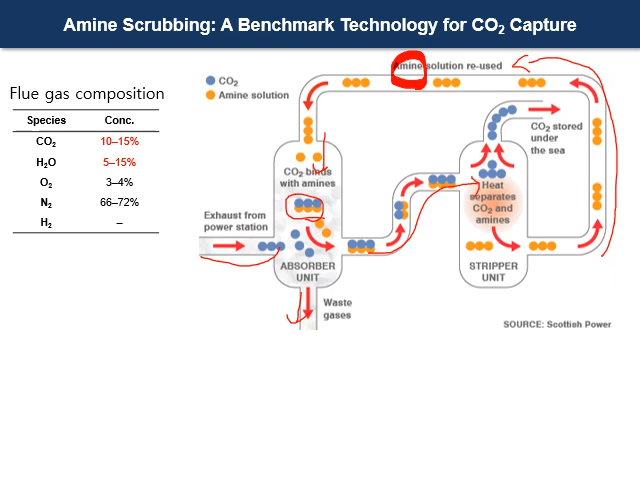 Amine Scrubbing: A Benchmark Technology for CO₂ Capture
Flue gas composition
Species Conc.
CO₂ 10–15%
H₂O 5–15%
O₂ 3–4%
N₂ 66–72%
H₂ –
CO₂
Amine solution
Amine solution re-used
CO₂ binds
with amines
Exhaust from
power station
ABSORBER
UNIT
Waste
gases
CO₂ stored
under
the sea
Heat
separates
CO₂ and
amines
STRIPPER
UNIT
SOURCE: Scottish Power